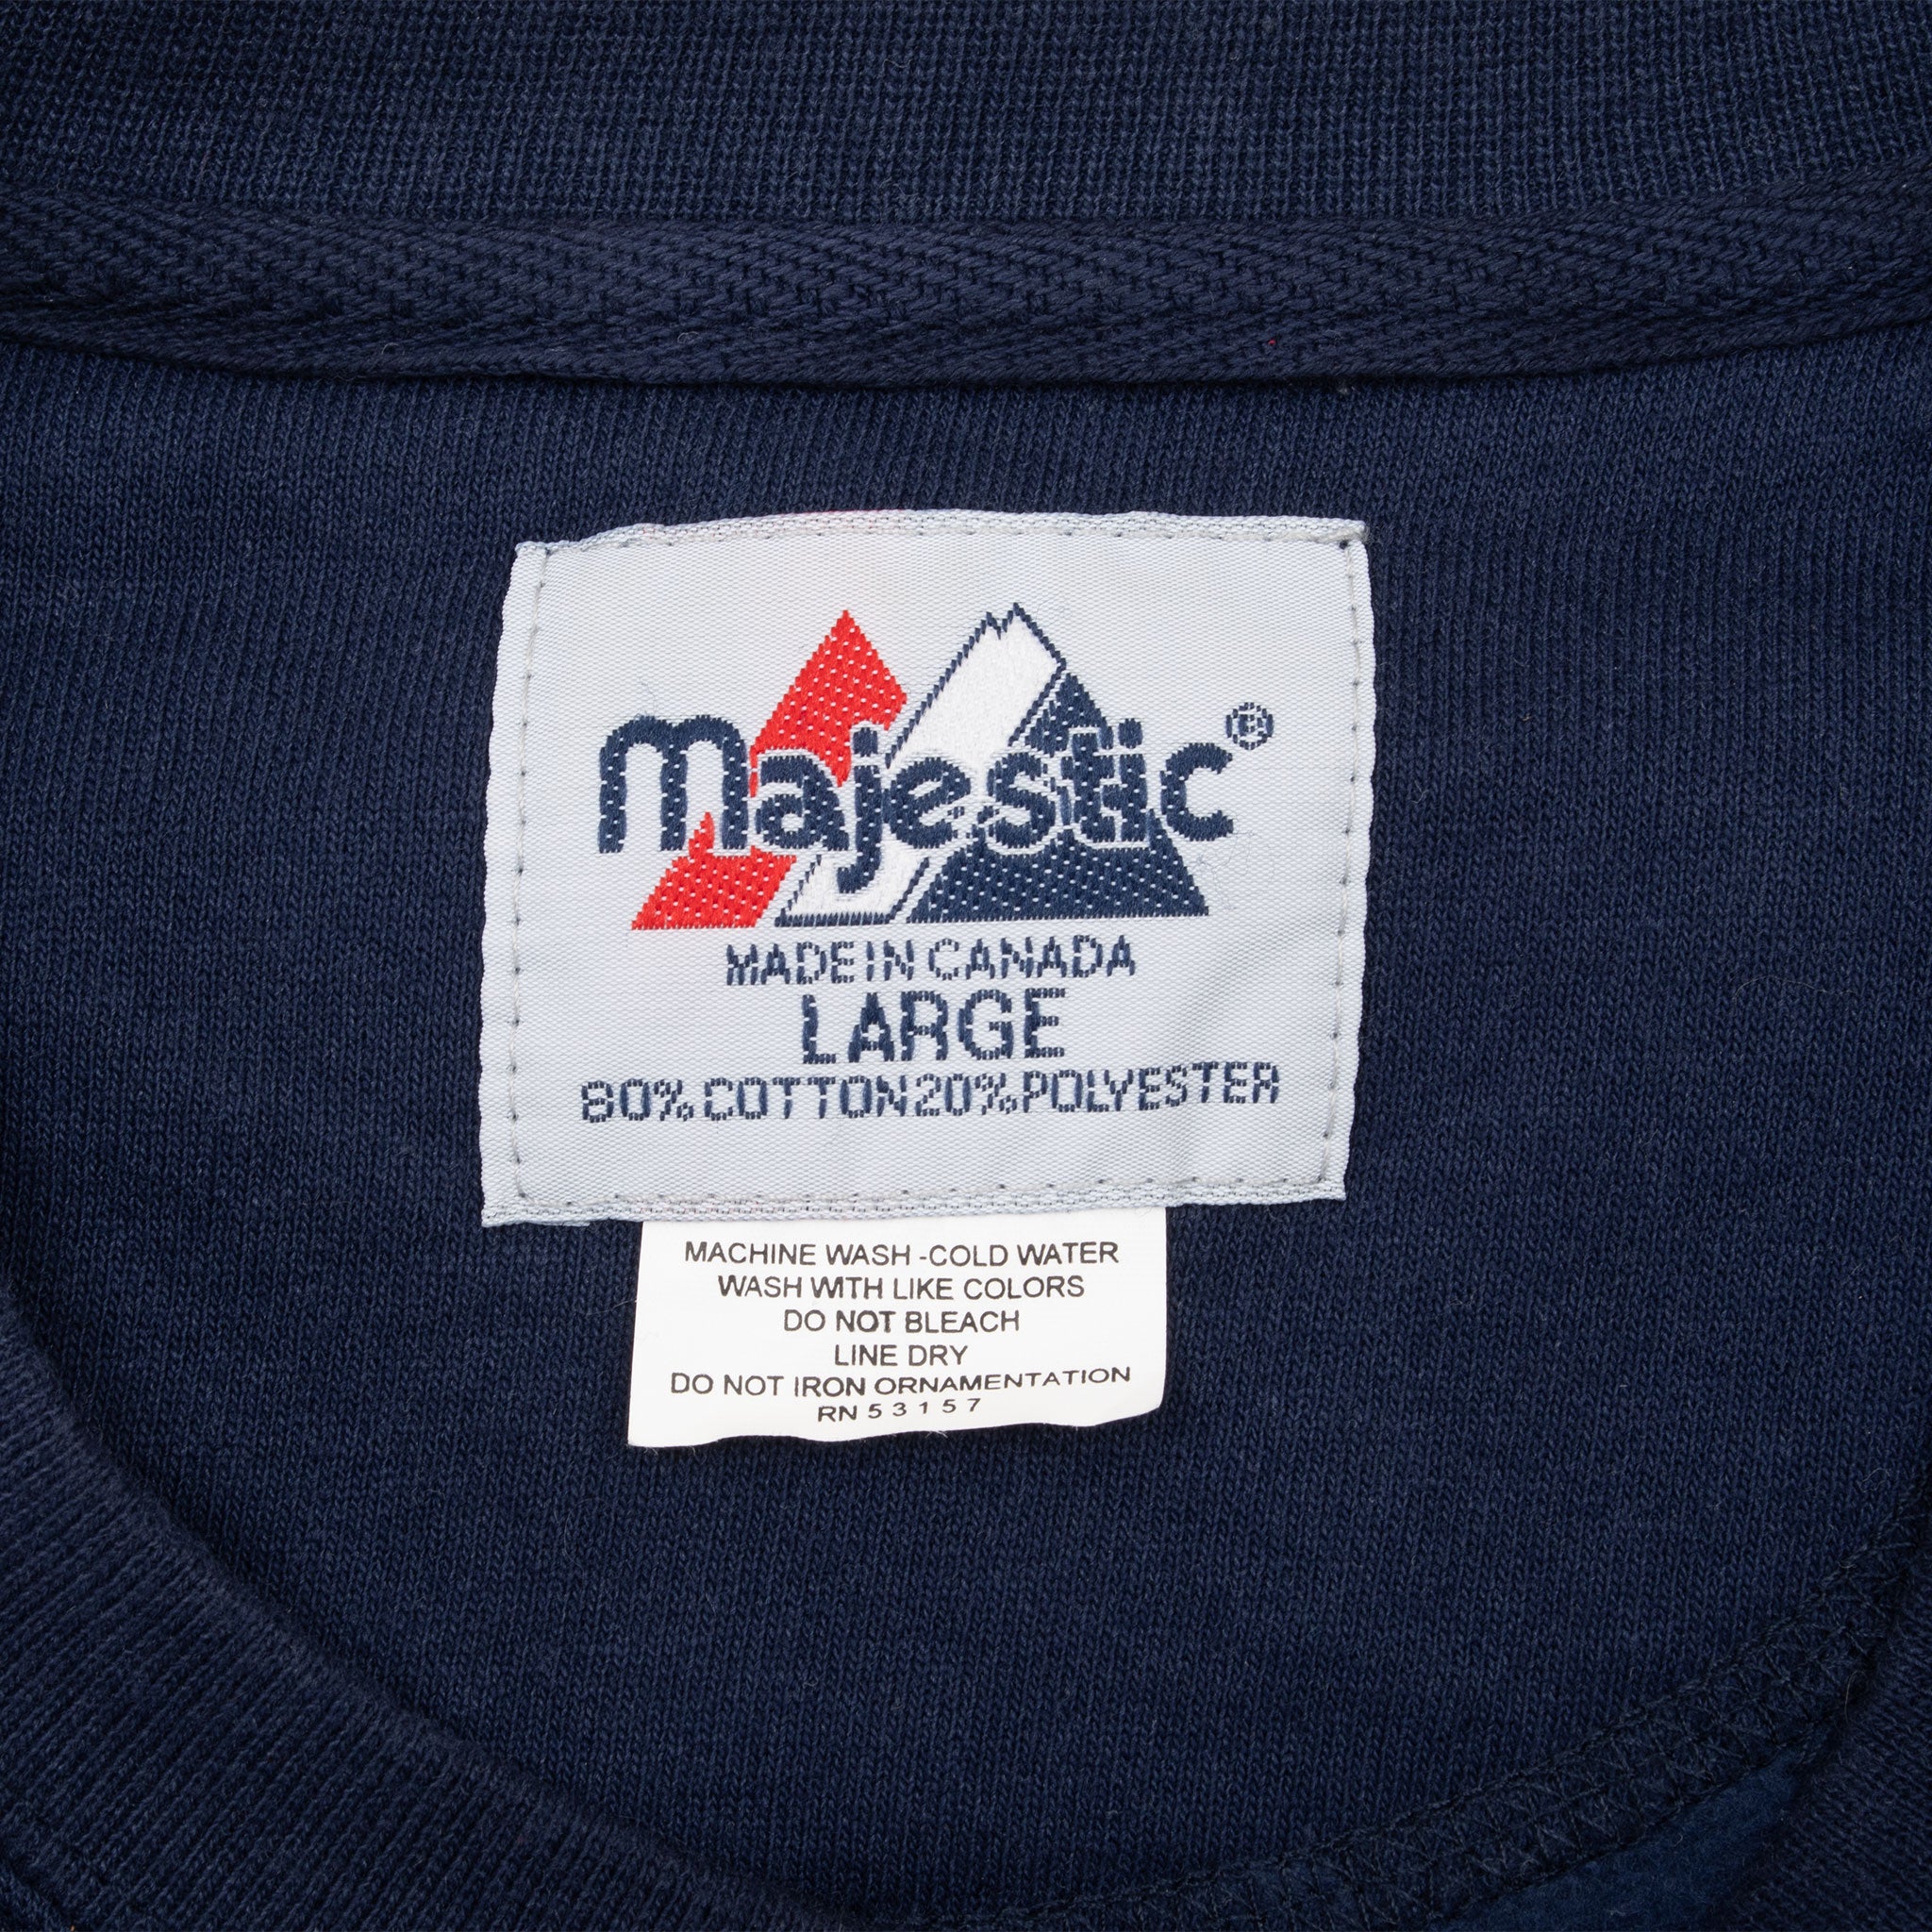 majestic®
MADE IN CANADA
LARGE
80% COTTON 20% POLYESTER
MACHINE WASH -COLD WATER
WASH WITH LIKE COLORS
DO NOT BLEACH
LINE DRY
DO NOT IRON ORNAMENTATION
RN 53157